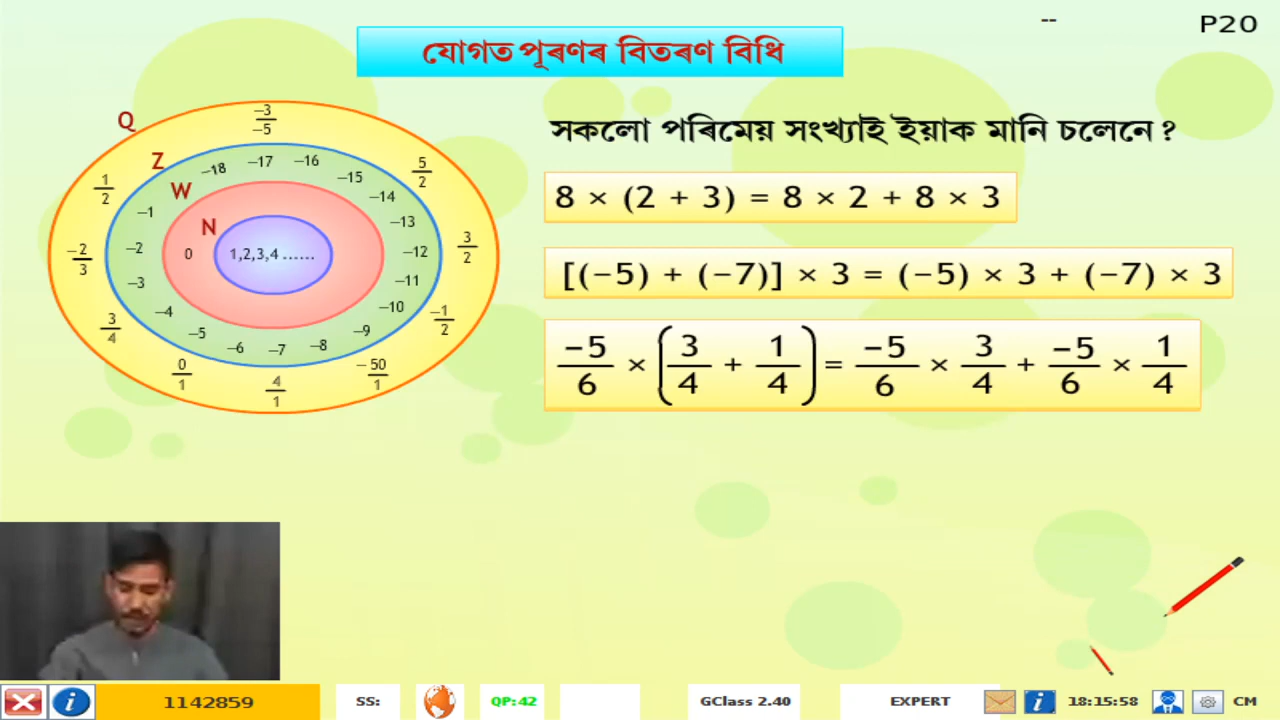 -- P20
যোগত পূৰণৰ বিতৰণ বিধি
সকলো পৰিমেয় সংখ্যাই ইয়াক মানি চলেনে ?
8 × (2 + 3) = 8 × 2 + 8 × 3
[(−5) + (−7)] × 3 = (−5) × 3 + (−7) × 3
−5/6 × (3/4 + 1/4) = −5/6 × 3/4 + −5/6 × 1/4
Q
−3/−5
Z
−18 −17 −16
−15
5/2
1/2
W
−14
−1
N
−13
−2/3
−2
0
1,2,3,4 ......
−12
3/2
−3
−11
−4
−10
3/4
−5
−9
−1/2
−6 −7 −8
0/1
4/1
−50/1
1142859
SS:
QP:42
GClass 2.40
EXPERT
18:15:58
CM